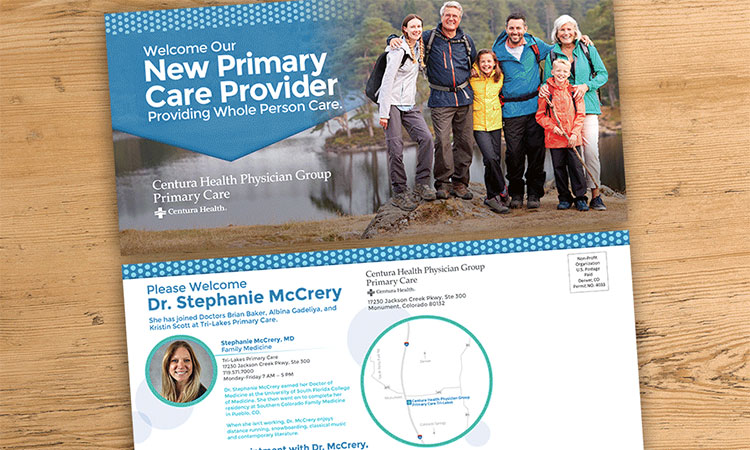 Welcome Our
New Primary
Care Provider
Providing Whole Person Care.
Centura Health Physician Group
Primary Care
Centura Health.
Please Welcome
Dr. Stephanie McCrery
She has joined Doctors Brian Baker, Albina Gadeliya, and
Kristin Scott at Tri-Lakes Primary Care.
Stephanie McCrery, MD
Family Medicine
Tri-Lakes Primary Care
17230 Jackson Creek Pkwy, Ste 300
719.571.7000
Monday-Friday 7 AM – 5 PM
Dr. Stephanie McCrery earned her Doctor of
Medicine at the University of South Florida College
of Medicine. She then went on to complete her
residency at Southern Colorado Family Medicine
in Pueblo, CO.
When she isn't working, Dr. McCrery enjoys
distance running, snowboarding, classical music
and contemporary literature.
ointment with Dr. McCrery,
Centura Health Physician Group
Primary Care
Centura Health.
17230 Jackson Creek Pkwy, Ste 300
Monument, Colorado 80132
Non-Profit
Organization
U.S. Postage
Paid
Denver, CO
Permit NO.
Monument
Centura Health Physician Group
Primary Care Tri-Lakes